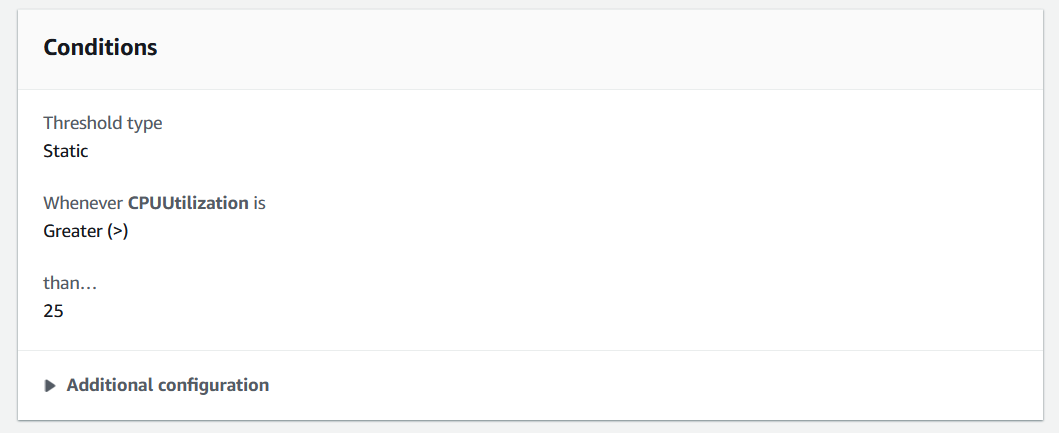 Conditions
Threshold type
Static
Whenever CPUUtilization is
Greater (>)
than…
25
Additional configuration